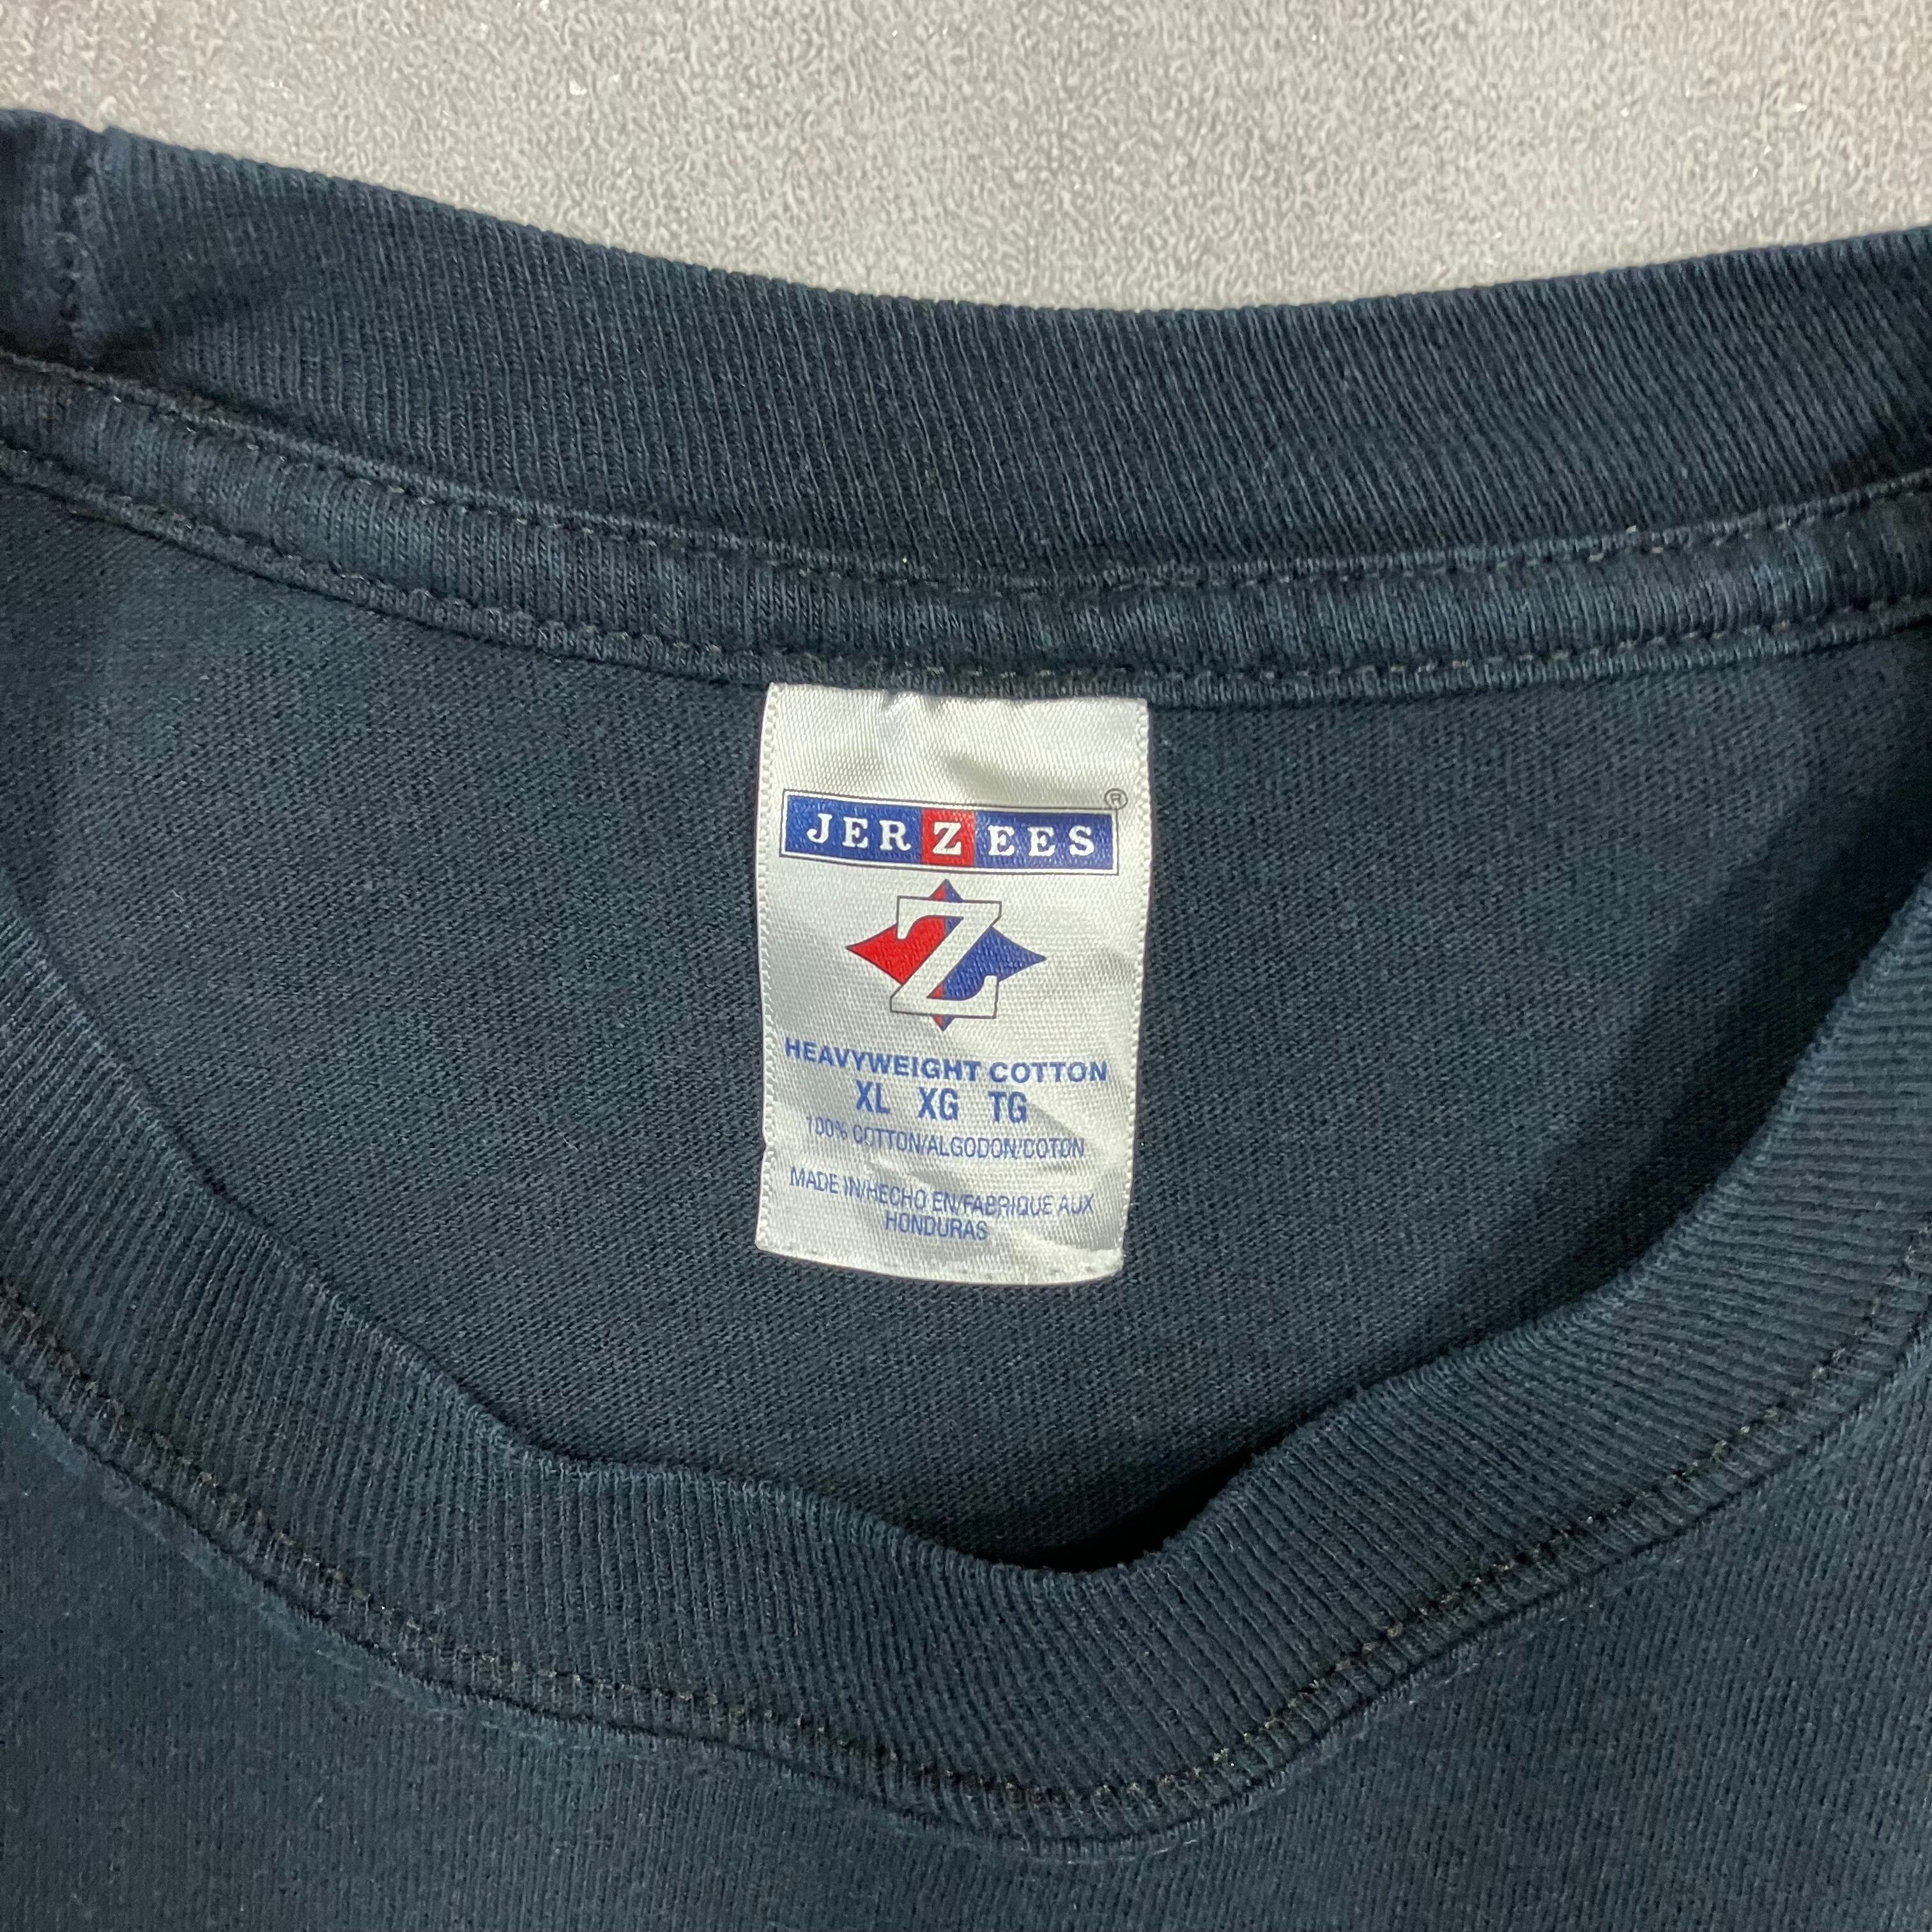 JERZEES®
Z
HEAVYWEIGHT COTTON
XL XG TG
100% COTTON/ALGODON/COTON
MADE IN/HECHO EN/FABRIQUE AUX
HONDURAS